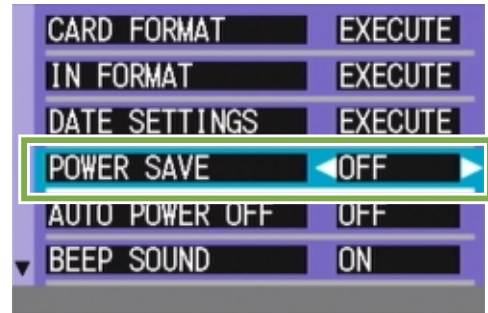 CARD FORMAT EXECUTE
IN FORMAT EXECUTE
DATE SETTINGS EXECUTE
POWER SAVE OFF
AUTO POWER OFF OFF
BEEP SOUND ON